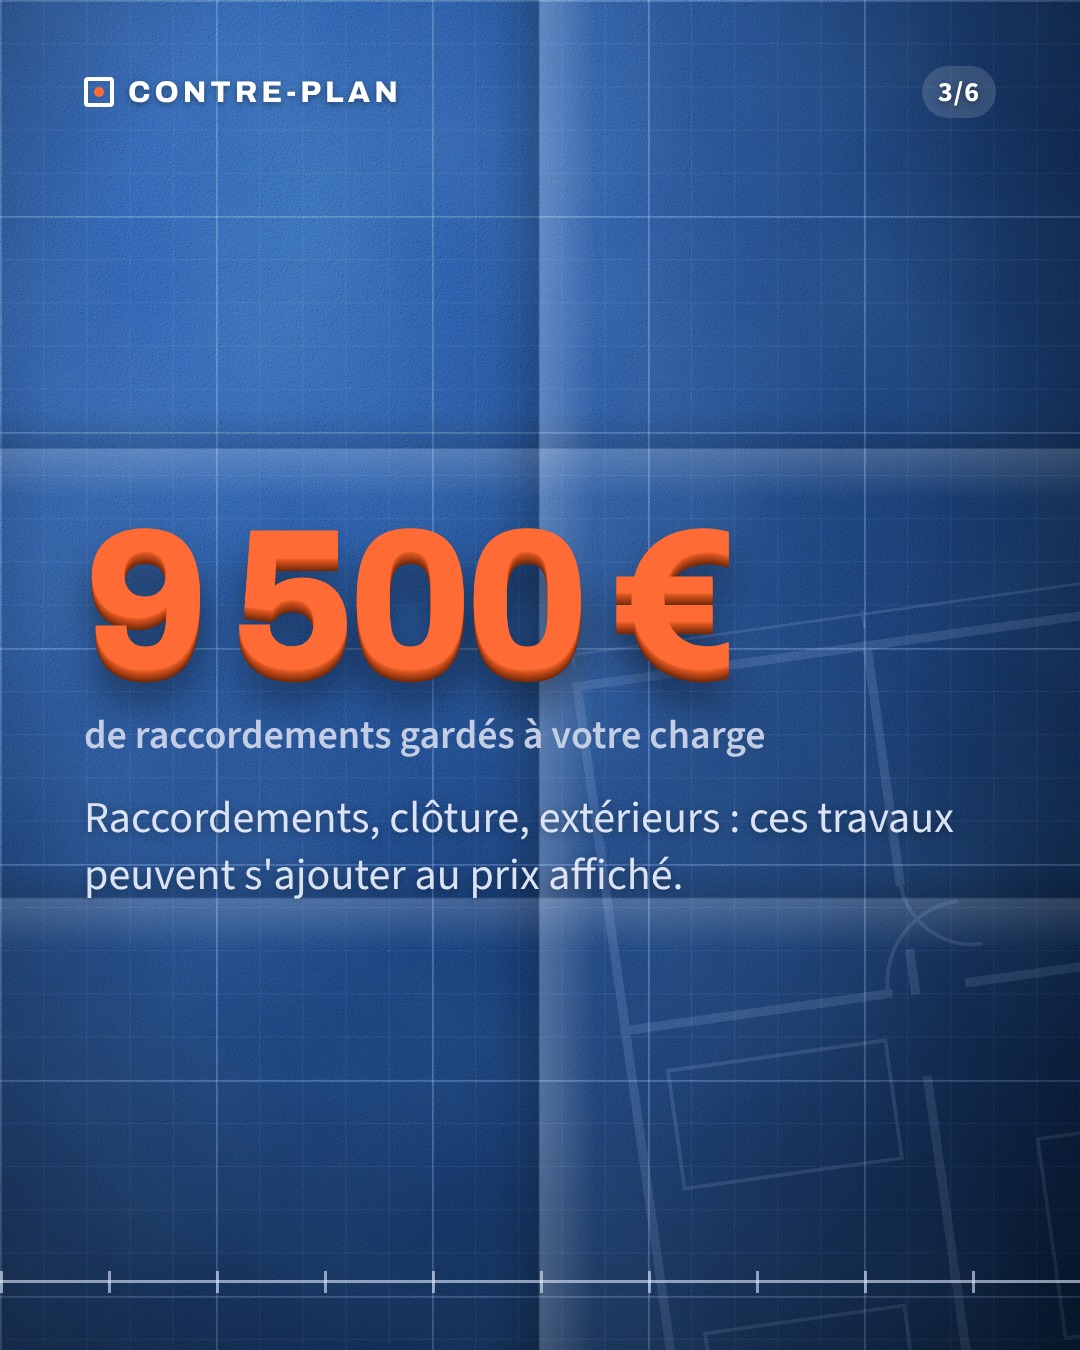 CONTRE-PLAN
3/6
9 500 €
de raccordements gardés à votre charge
Raccordements, clôture, extérieurs : ces travaux
peuvent s'ajouter au prix affiché.